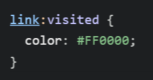 link:visited {
color: #FF0000;
}